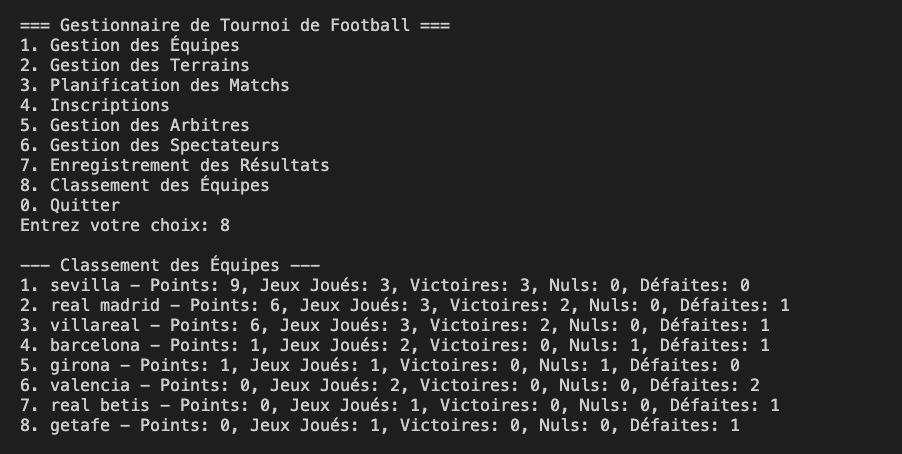 === Gestionnaire de Tournoi de Football ===
1. Gestion des Équipes
2. Gestion des Terrains
3. Planification des Matchs
4. Inscriptions
5. Gestion des Arbitres
6. Gestion des Spectateurs
7. Enregistrement des Résultats
8. Classement des Équipes
0. Quitter
Entrez votre choix: 8

--- Classement des Équipes ---
1. sevilla - Points: 9, Jeux Joués: 3, Victoires: 3, Nuls: 0, Défaites: 0
2. real madrid - Points: 6, Jeux Joués: 3, Victoires: 2, Nuls: 0, Défaites: 1
3. villareal - Points: 6, Jeux Joués: 3, Victoires: 2, Nuls: 0, Défaites: 1
4. barcelona - Points: 1, Jeux Joués: 2, Victoires: 0, Nuls: 1, Défaites: 1
5. girona - Points: 1, Jeux Joués: 1, Victoires: 0, Nuls: 1, Défaites: 0
6. valencia - Points: 0, Jeux Joués: 2, Victoires: 0, Nuls: 0, Défaites: 2
7. real betis - Points: 0, Jeux Joués: 1, Victoires: 0, Nuls: 0, Défaites: 1
8. getafe - Points: 0, Jeux Joués: 1, Victoires: 0, Nuls: 0, Défaites: 1